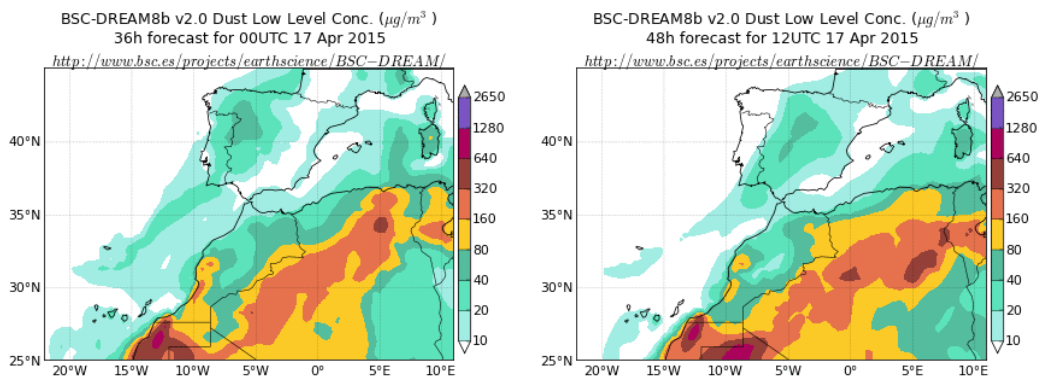 BSC-DREAM8b v2.0 Dust Low Level Conc. (µg/m³ )
36h forecast for 00UTC 17 Apr 2015
http://www.bsc.es/projects/earthscience/BSC−DREAM/
40°N
35°N
30°N
25°N
20°W 15°W 10°W 5°W 0°E 5°E 10°E
2650
1280
640
320
160
80
40
20
10
BSC-DREAM8b v2.0 Dust Low Level Conc. (µg/m³ )
48h forecast for 12UTC 17 Apr 2015
http://www.bsc.es/projects/earthscience/BSC−DREAM/
40°N
35°N
30°N
25°N
20°W 15°W 10°W 5°W 0°E 5°E 10°E
2650
1280
640
320
160
80
40
20
10